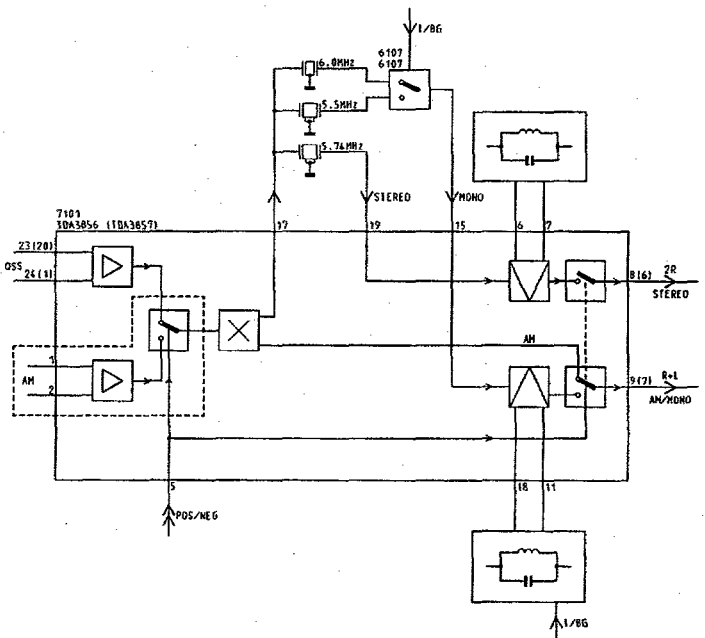 I/BG
6107
6107
6.0MHz
5.5MHz
5.74MHz
STEREO
MONO
7101
TDA3856 (TDA3857)
17
19
15
6
7
23(20)
QSS
24(1)
8(6)
2R
STEREO
AM
1
AM
2
9(7)
R+L
AM/MONO
5
18
11
POS/NEG
I/BG